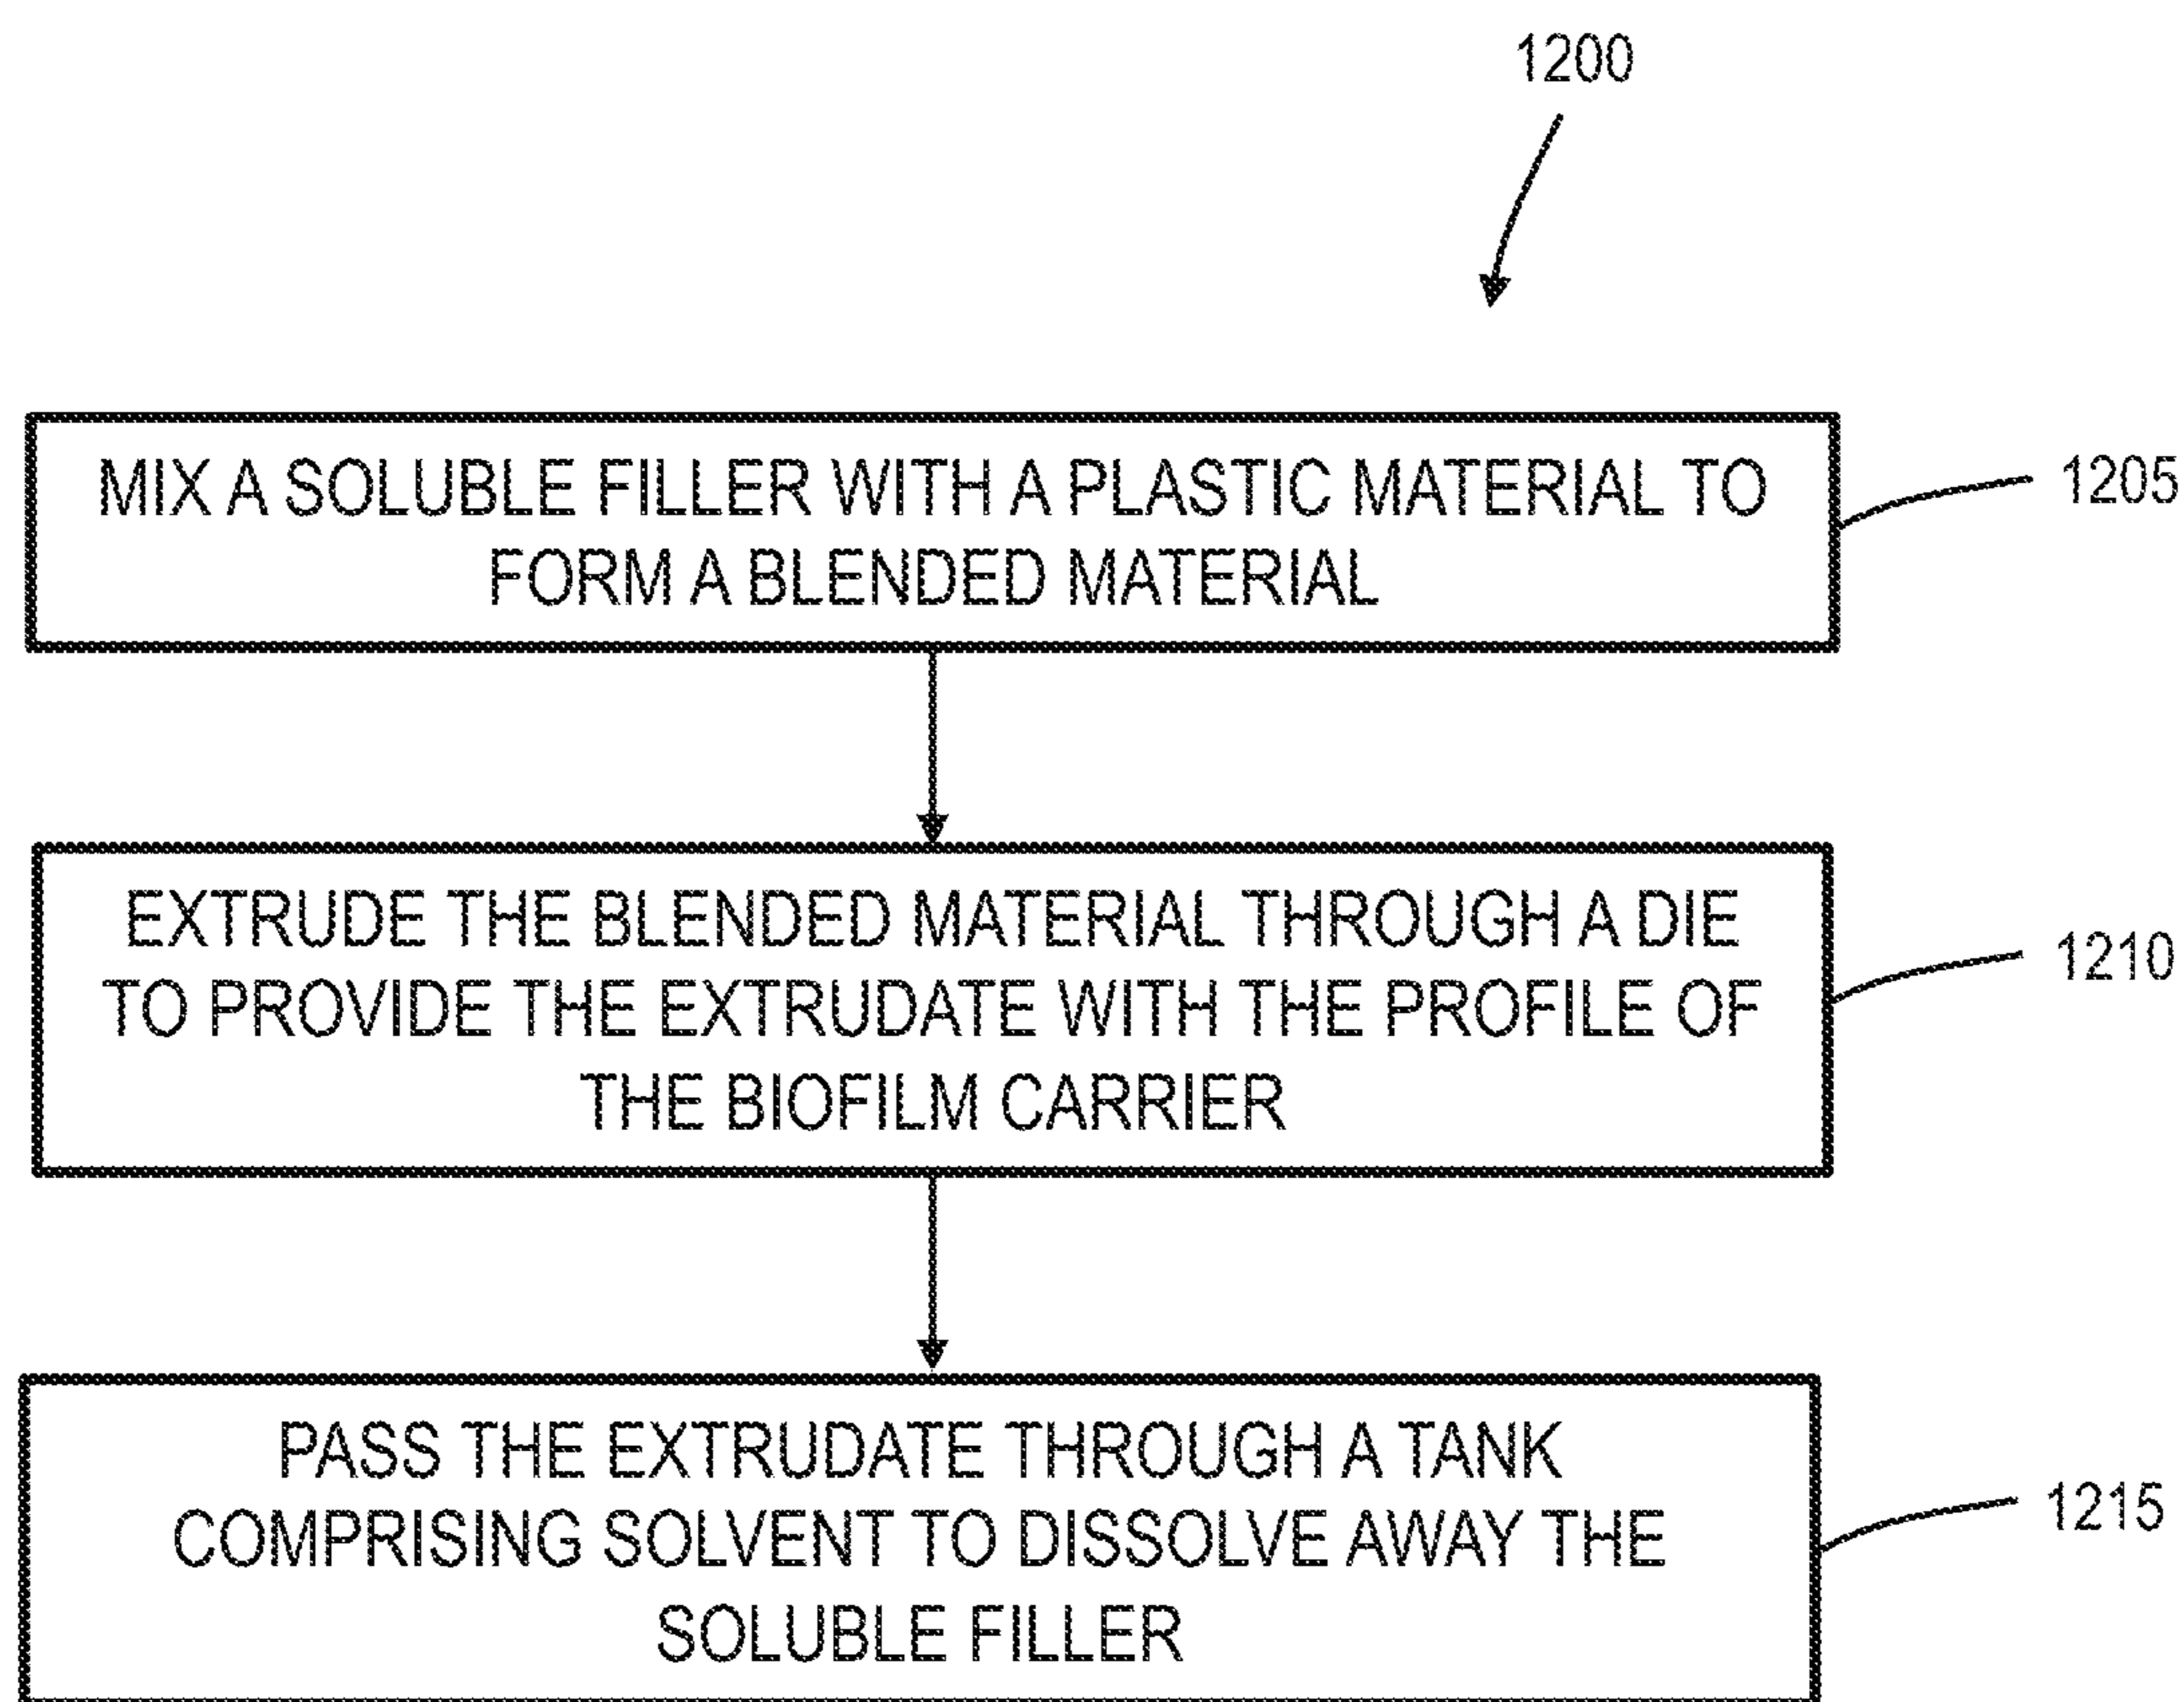 1200
MIX A SOLUBLE FILLER WITH A PLASTIC MATERIAL TO
FORM A BLENDED MATERIAL
1205
EXTRUDE THE BLENDED MATERIAL THROUGH A DIE
TO PROVIDE THE EXTRUDATE WITH THE PROFILE OF
THE BIOFILM CARRIER
1210
PASS THE EXTRUDATE THROUGH A TANK
COMPRISING SOLVENT TO DISSOLVE AWAY THE
SOLUBLE FILLER
1215